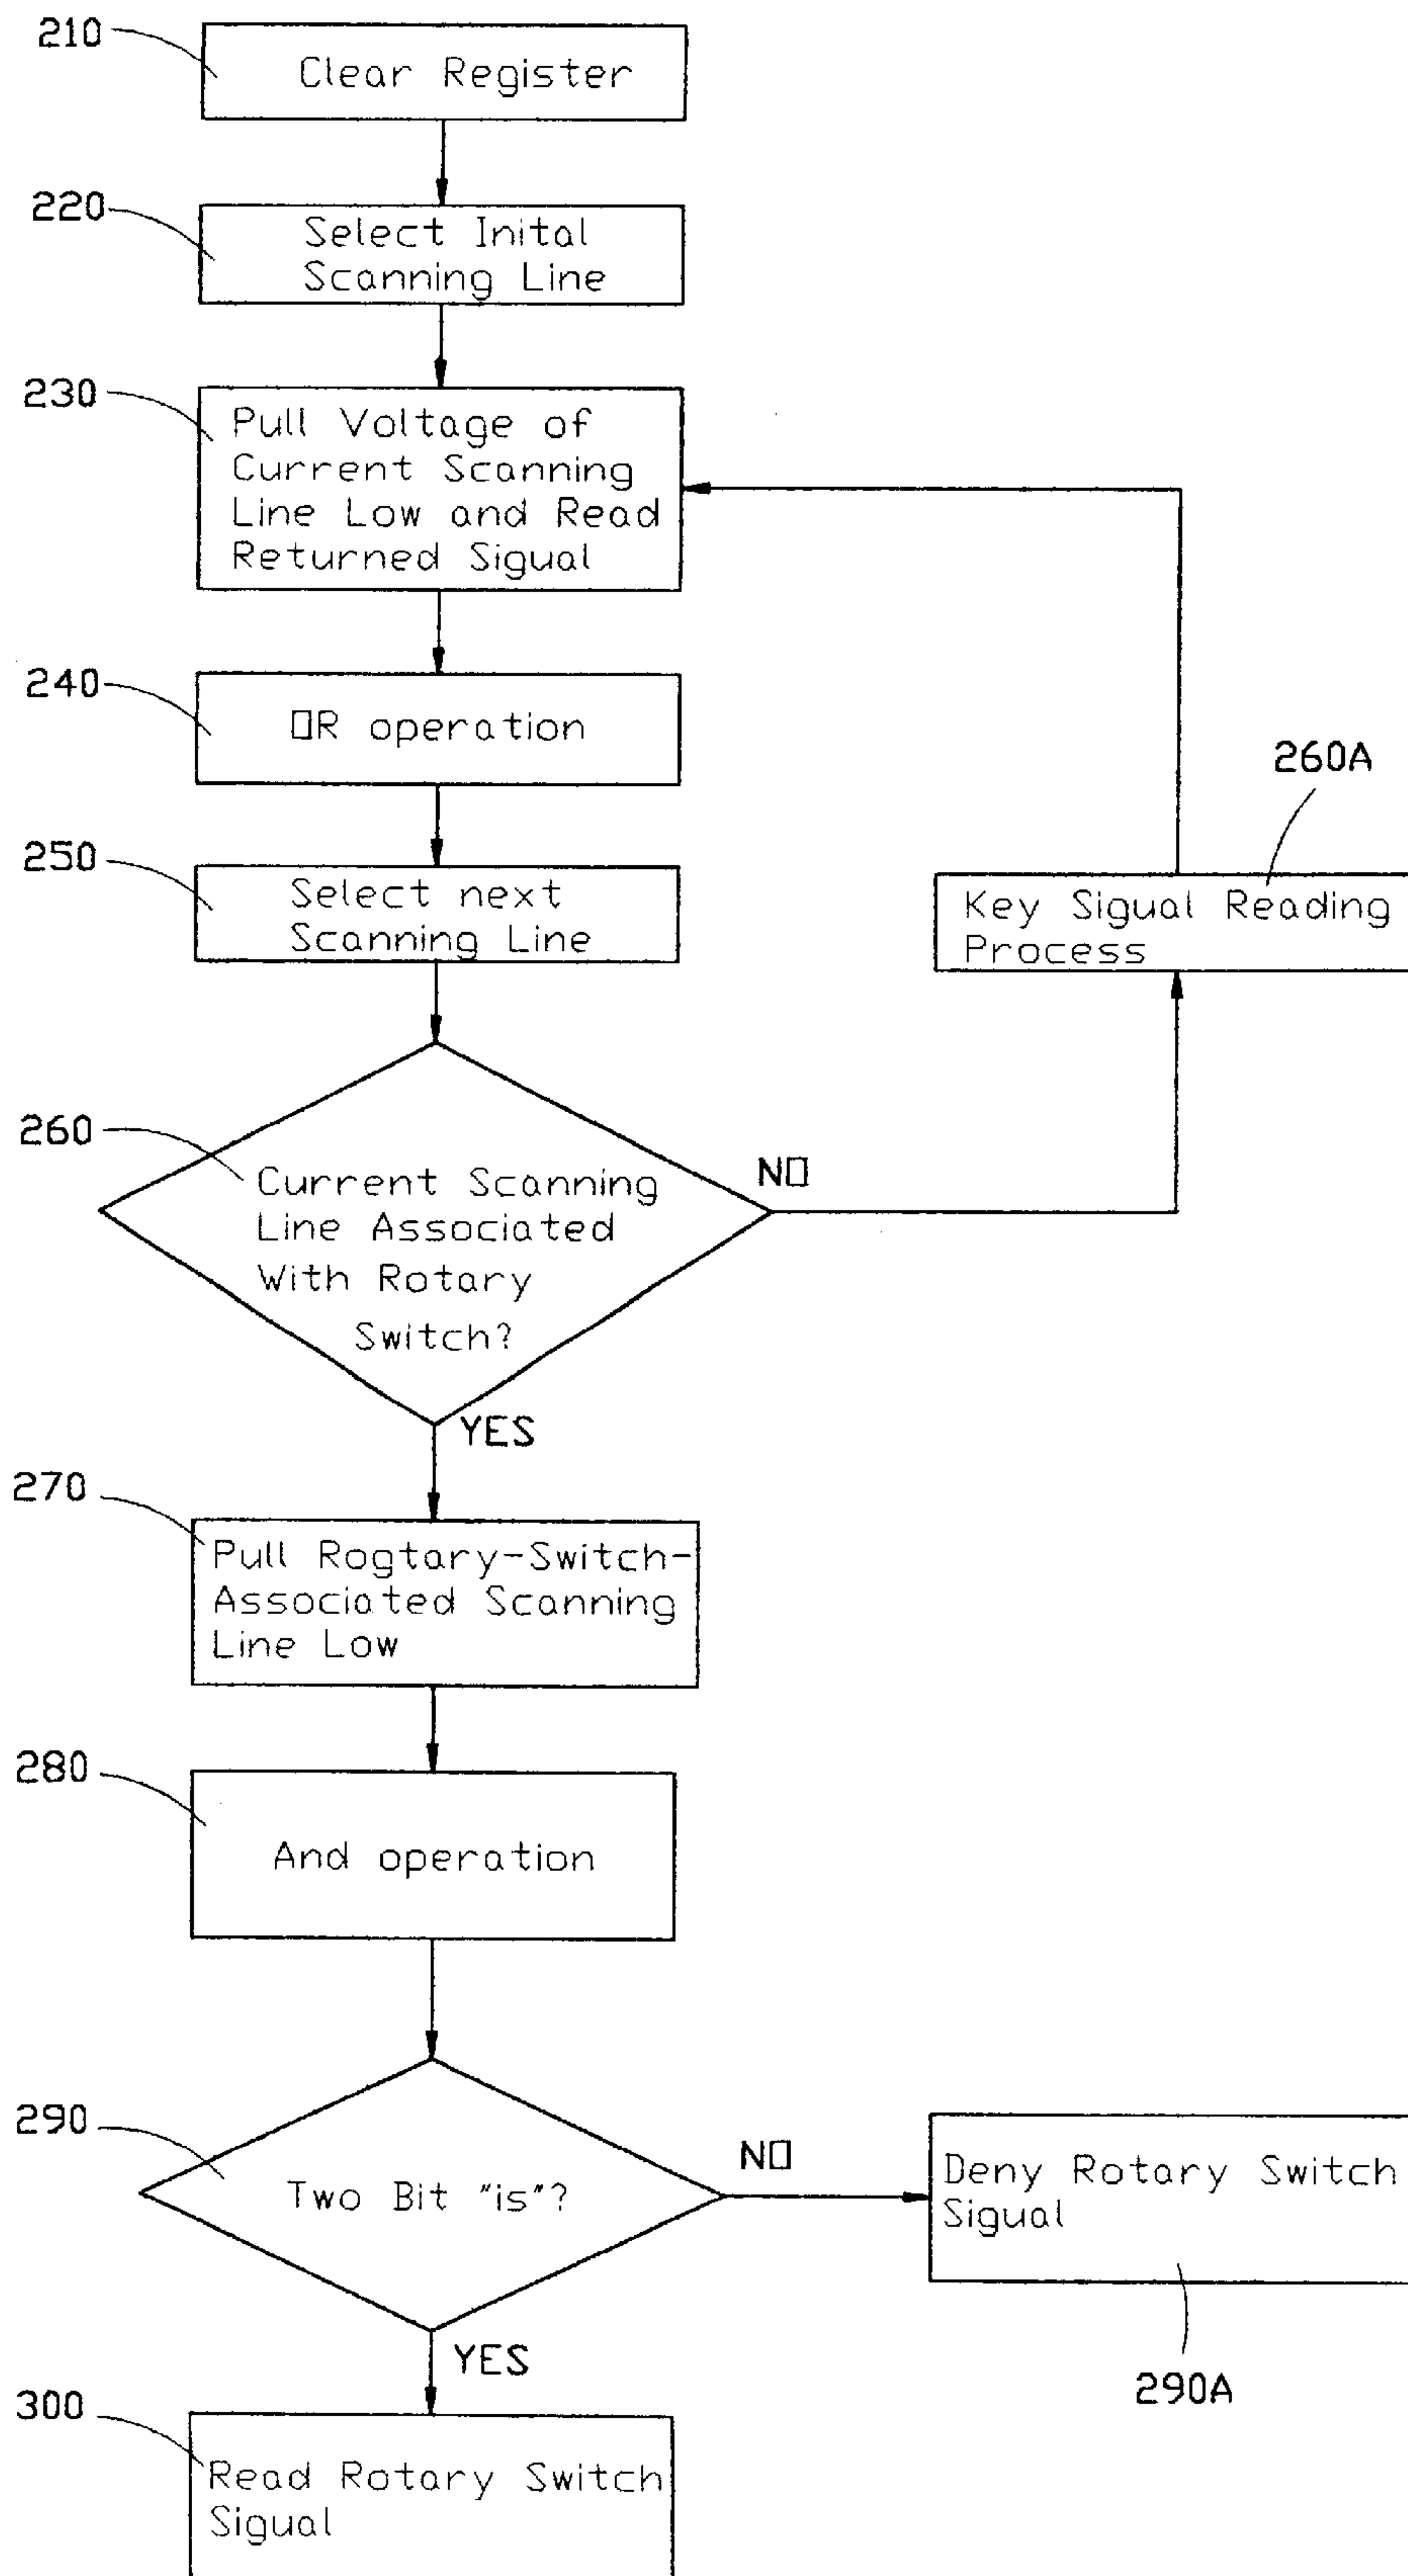 210
Clear Register
220
Select Inital
Scanning Line
230
Pull Voltage of
Current Scanning
Line Low and Read
Returned Sigual
240
OR operation
260A
250
Select next
Scanning Line
Key Sigual Reading
Process
260
Current Scanning
Line Associated
With Rotary
Switch?
NO
YES
270
Pull Rogtary-Switch-
Associated Scanning
Line Low
280
And operation
290
Two Bit "is"?
NO
Deny Rotary Switch
Sigual
290A
YES
300
Read Rotary Switch
Sigual